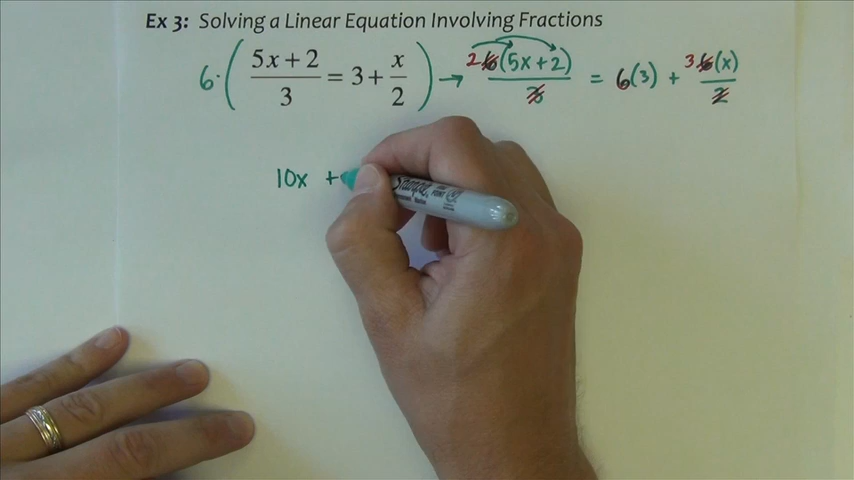 Ex 3: Solving a Linear Equation Involving Fractions
6·( (5x + 2)/3 = 3 + x/2 ) → 2 6(5x + 2)/3 = 6(3) + 3 6(x)/2
10x +
Sharpie